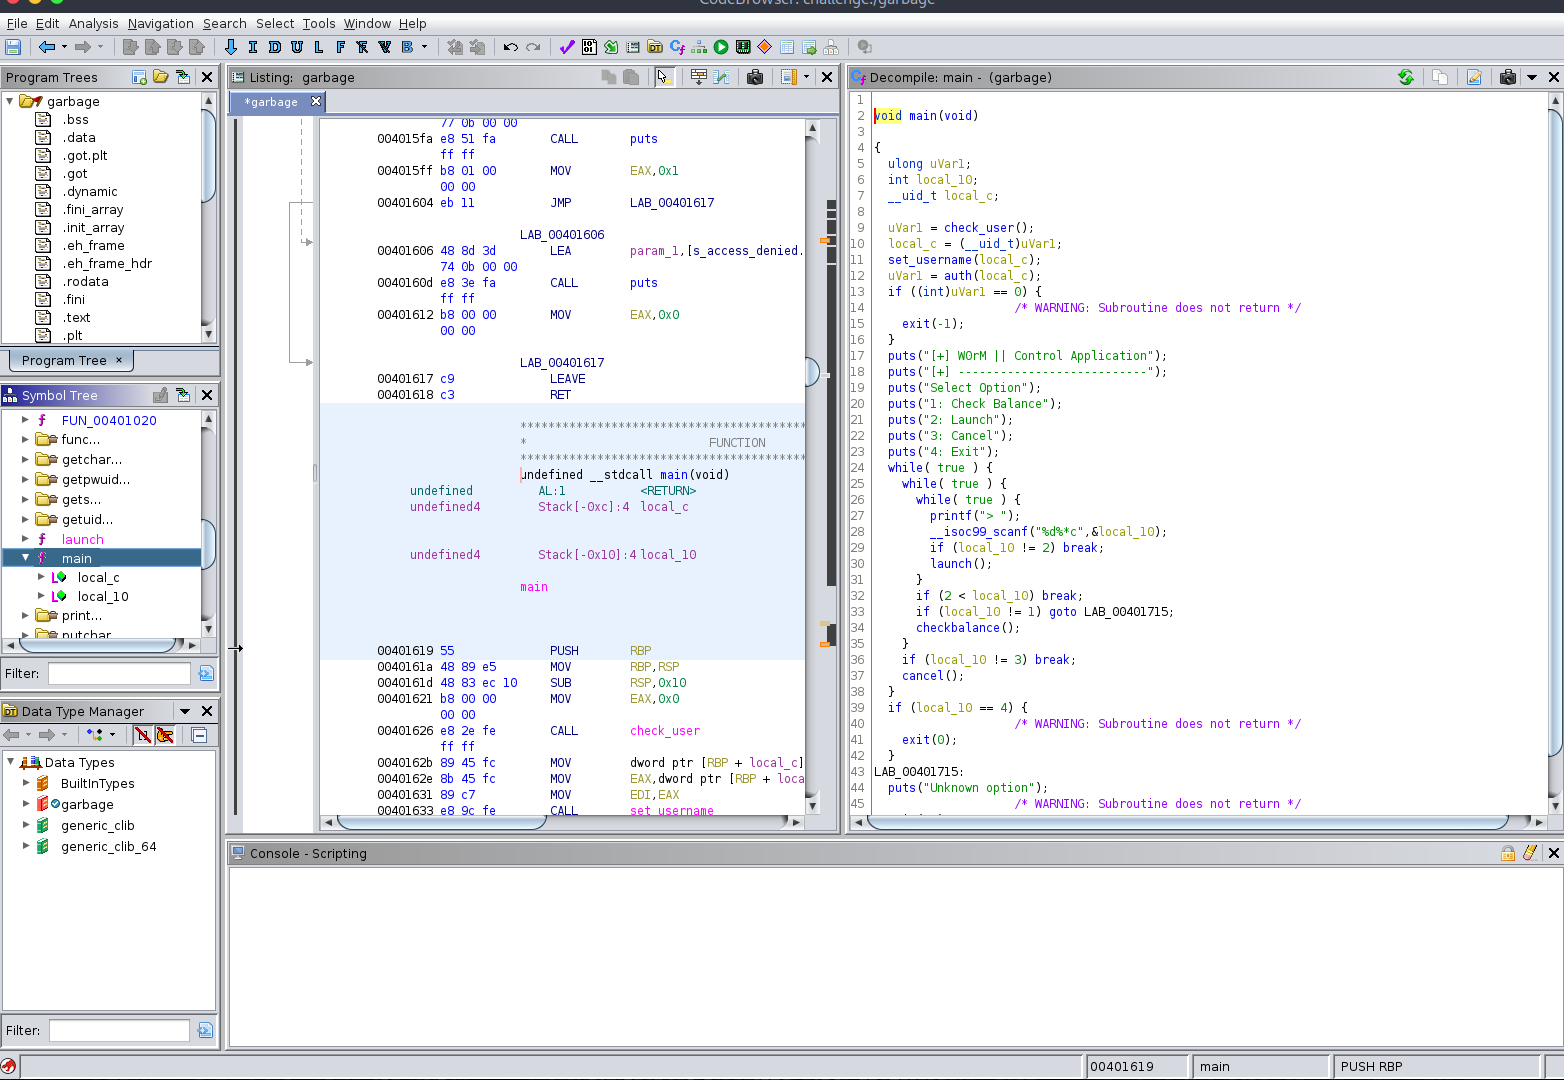 CodeBrowser: challenge:/garbage
File Edit Analysis Navigation Search Select Tools Window Help
I D U L F V B
Program Trees
garbage
.bss
.data
.got.plt
.got
.dynamic
.fini_array
.init_array
.eh_frame
.eh_frame_hdr
.rodata
.fini
.text
.plt
Program Tree ×
Symbol Tree
f FUN_00401020
func...
getchar...
getpwuid...
gets...
getuid...
f launch
f main
L local_c
L local_10
print...
putchar
Filter:
Data Type Manager
Data Types
BuiltInTypes
garbage
generic_clib
generic_clib_64
Filter:
Listing: garbage
*garbage
77 0b 00 00
004015fa e8 51 fa CALL puts
ff ff
004015ff b8 01 00 MOV EAX,0x1
00 00
00401604 eb 11 JMP LAB_00401617
LAB_00401606
00401606 48 8d 3d LEA param_1,[s_access_denied.
74 0b 00 00
0040160d e8 3e fa CALL puts
ff ff
00401612 b8 00 00 MOV EAX,0x0
00 00
LAB_00401617
00401617 c9 LEAVE
00401618 c3 RET
* FUNCTION
undefined __stdcall main(void)
undefined AL:1 <RETURN>
undefined4 Stack[-0xc]:4 local_c
undefined4 Stack[-0x10]:4 local_10
main
00401619 55 PUSH RBP
0040161a 48 89 e5 MOV RBP,RSP
0040161d 48 83 ec 10 SUB RSP,0x10
00401621 b8 00 00 MOV EAX,0x0
00 00
00401626 e8 2e fe CALL check_user
ff ff
0040162b 89 45 fc MOV dword ptr [RBP + local_c]
0040162e 8b 45 fc MOV EAX,dword ptr [RBP + loca
00401631 89 c7 MOV EDI,EAX
00401633 e8 9c fe CALL set_username
Decompile: main - (garbage)
1
2 void main(void)
3
4 {
5 ulong uVar1;
6 int local_10;
7 __uid_t local_c;
8
9 uVar1 = check_user();
10 local_c = (__uid_t)uVar1;
11 set_username(local_c);
12 uVar1 = auth(local_c);
13 if ((int)uVar1 == 0) {
14 /* WARNING: Subroutine does not return */
15 exit(-1);
16 }
17 puts("[+] W0rM || Control Application");
18 puts("[+] ---------------------------");
19 puts("Select Option");
20 puts("1: Check Balance");
21 puts("2: Launch");
22 puts("3: Cancel");
23 puts("4: Exit");
24 while( true ) {
25 while( true ) {
26 while( true ) {
27 printf("> ");
28 __isoc99_scanf("%d%*c",&local_10);
29 if (local_10 != 2) break;
30 launch();
31 }
32 if (2 < local_10) break;
33 if (local_10 != 1) goto LAB_00401715;
34 checkbalance();
35 }
36 if (local_10 != 3) break;
37 cancel();
38 }
39 if (local_10 == 4) {
40 /* WARNING: Subroutine does not return */
41 exit(0);
42 }
43 LAB_00401715:
44 puts("Unknown option");
45 /* WARNING: Subroutine does not return */
Console - Scripting
00401619 main PUSH RBP